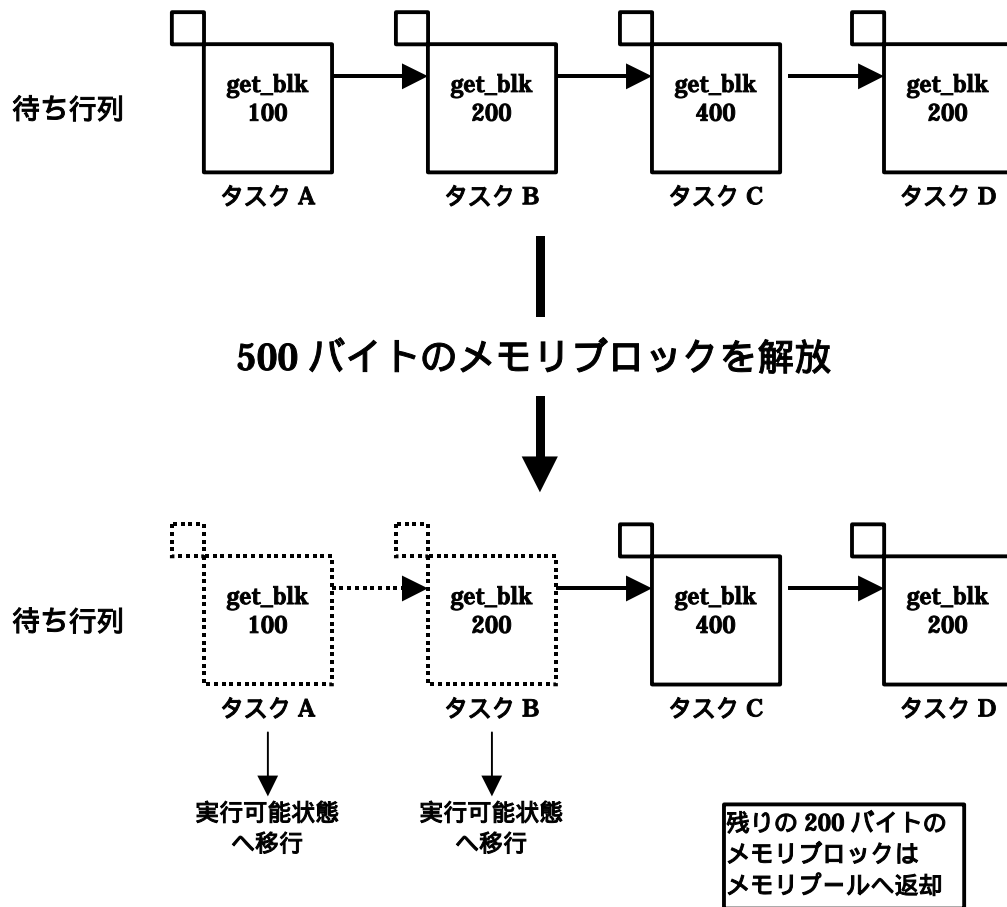 get_blk
100
get_blk
200
get_blk
400
get_blk
200
待ち行列
タスク A
タスク B
タスク C
タスク D
500 バイトのメモリブロックを解放
get_blk
100
get_blk
200
get_blk
400
get_blk
200
待ち行列
タスク A
タスク B
タスク C
タスク D
実行可能状態
へ移行
実行可能状態
へ移行
残りの 200 バイトの
メモリブロックは
メモリプールへ返却